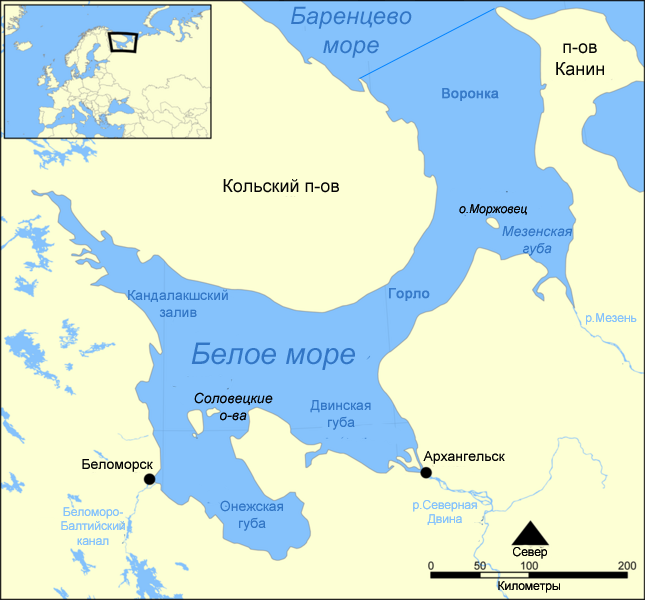 Баренцево
море
п-ов
Канин
Воронка
Кольский п-ов
о.Моржовец
Мезенская
губа
Кандалакшский
залив
Горло
р.Мезень
Белое море
Соловецкие
о-ва
Двинская
губа
Беломорск
Архангельск
Беломоро-
Балтийский
канал
Онежская
губа
р.Северная
Двина
Север
0 50 100 200
Километры